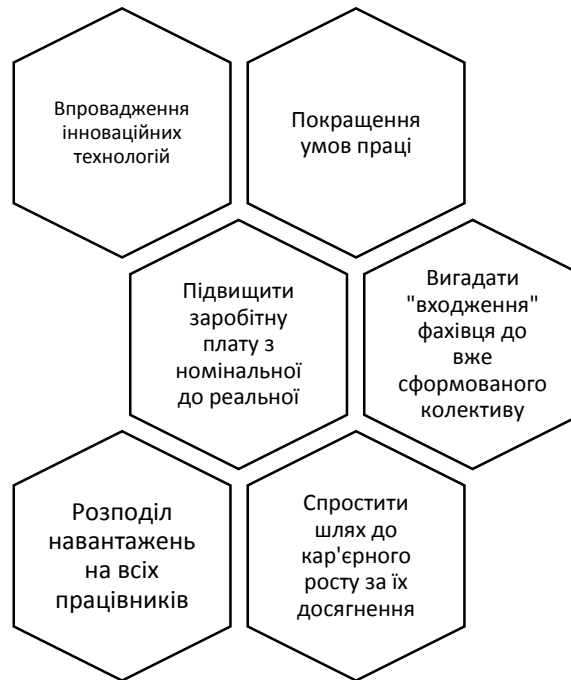 Впровадження
інноваційних
технологій
Покращення
умов праці
Підвищити
заробітну
плату з
номінальної
до реальної
Вигадати
"входження"
фахівця до
вже
сформованого
колективу
Розподіл
навантажень
на всіх
працівників
Спростити
шлях до
кар'єрного
росту за їх
досягнення